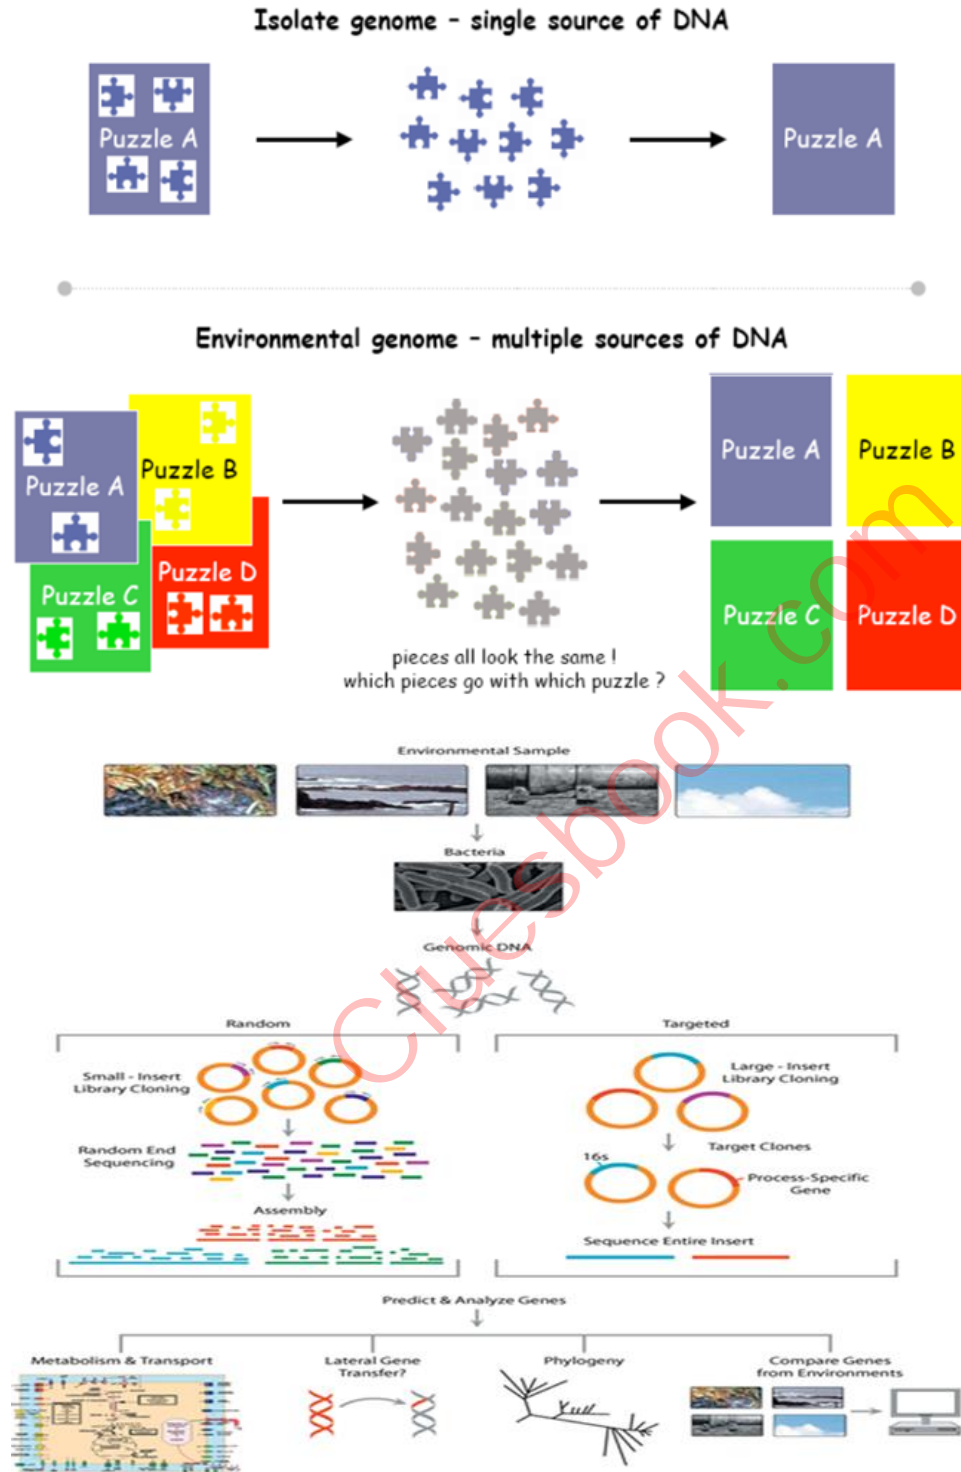 Isolate genome - single source of DNA
Puzzle A
Puzzle A
Environmental genome - multiple sources of DNA
Puzzle A
Puzzle B
Puzzle C
Puzzle D
Puzzle A
Puzzle B
Puzzle C
Puzzle D
pieces all look the same !
which pieces go with which puzzle ?
Environmental Sample
Bacteria
Genomic DNA
Random
Small - Insert
Library Cloning
Random End
Sequencing
Assembly
Targeted
Large - Insert
Library Cloning
Target Clones
16s
Process-Specific
Gene
Sequence Entire Insert
Predict & Analyze Genes
Metabolism & Transport
Lateral Gene
Transfer?
Phylogeny
Compare Genes
from Environments
Cluesbook.com